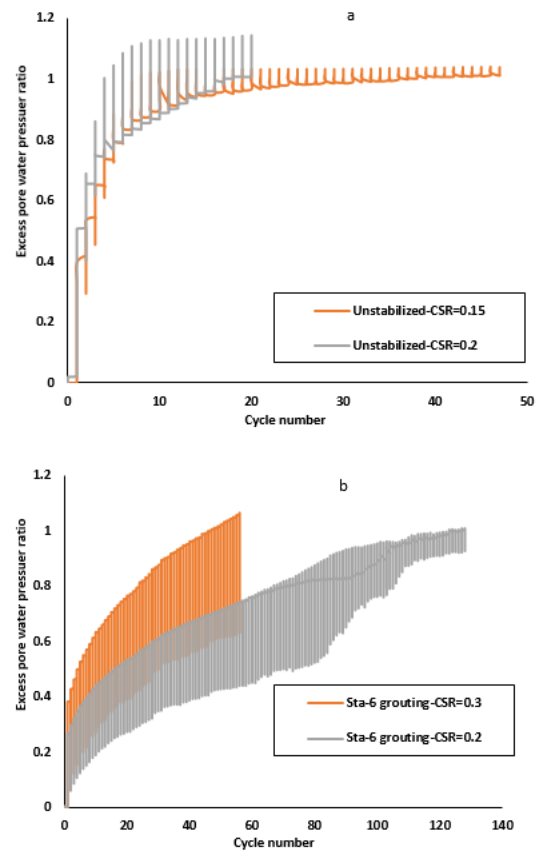 a
1.2
1
0.8
0.6
0.4
0.2
0
Excess pore water pressuer ratio
Unstabilized-CSR=0.15
Unstabilized-CSR=0.2
0 10 20 30 40 50
Cycle number
b
1.2
1
0.8
0.6
0.4
0.2
0
Excess pore water pressuer ratio
Sta-6 grouting-CSR=0.3
Sta-6 grouting-CSR=0.2
0 20 40 60 80 100 120 140
Cycle number